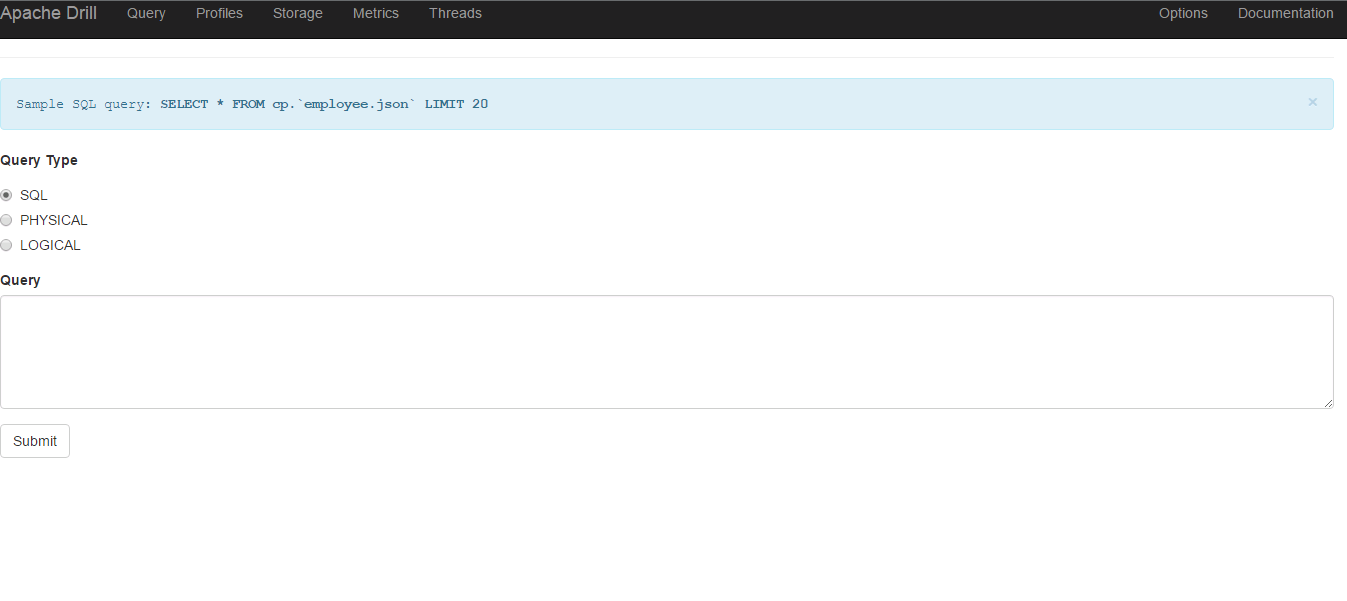 Apache Drill Query Profiles Storage Metrics Threads Options Documentation
Sample SQL query: SELECT * FROM cp.`employee.json` LIMIT 20 ×
Query Type
SQL
PHYSICAL
LOGICAL
Query
Submit